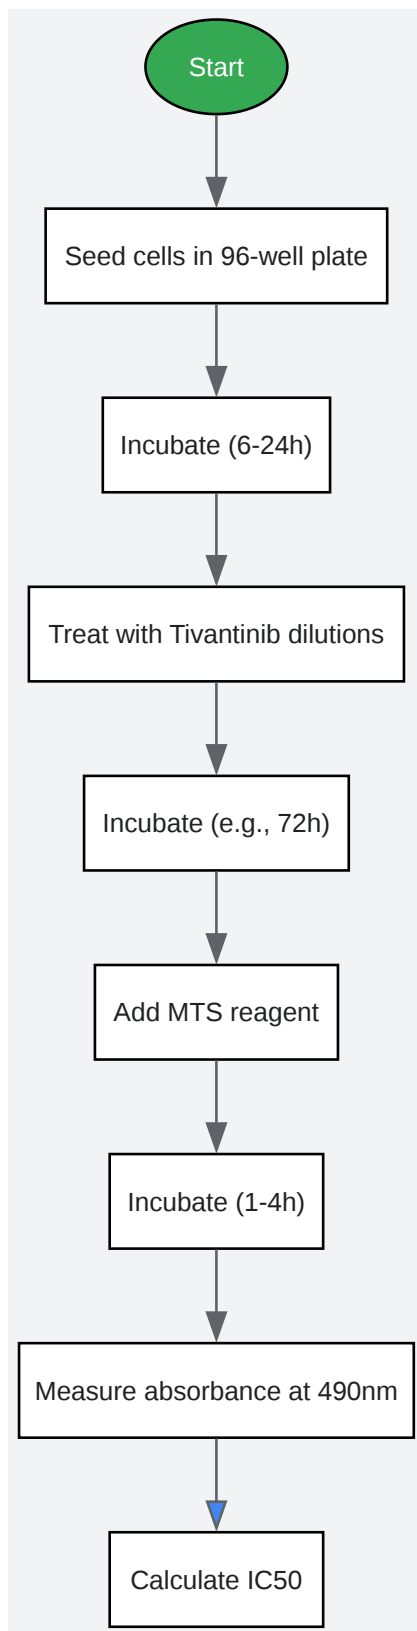 Start
Seed cells in 96-well plate
Incubate (6-24h)
Treat with Tivantinib dilutions
Incubate (e.g., 72h)
Add MTS reagent
Incubate (1-4h)
Measure absorbance at 490nm
Calculate IC50